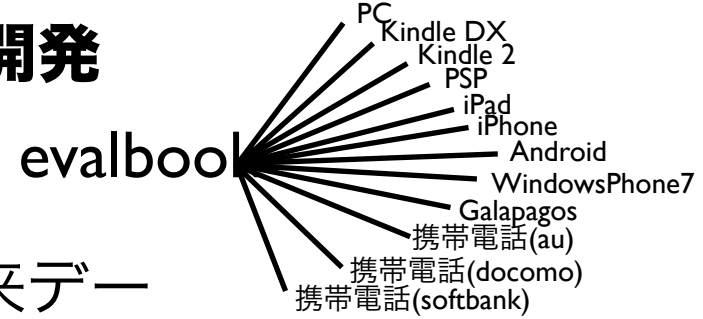 開発
evalbook
PC
Kindle DX
Kindle 2
PSP
iPad
iPhone
Android
WindowsPhone7
Galapagos
携帯電話(au)
携帯電話(docomo)
携帯電話(softbank)
来デー